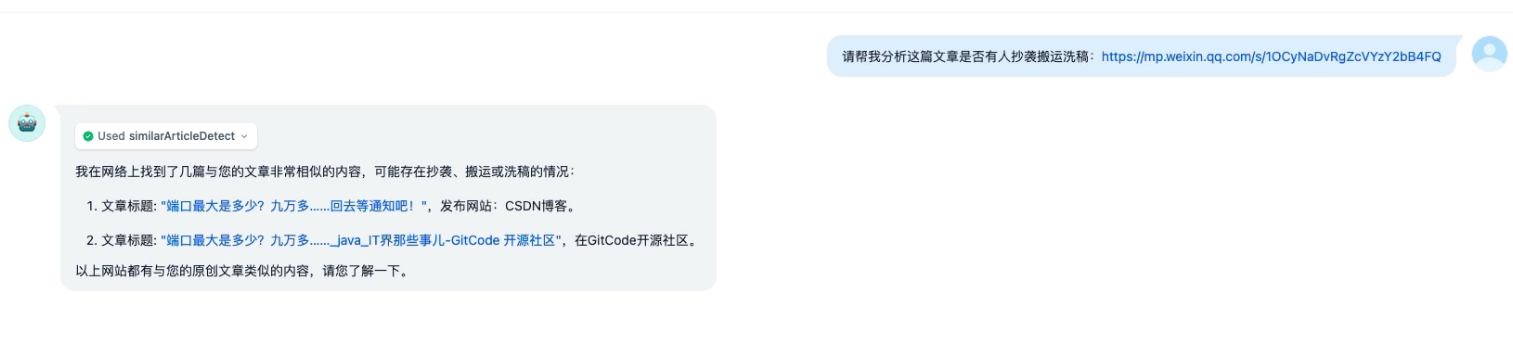 请帮我分析这篇文章是否有人抄袭搬运洗稿：https://mp.weixin.qq.com/s/1OCyNaDvRgZcVYzY2bB4FQ
Used similarArticleDetect
我在网络上找到了几篇与您的文章非常相似的内容，可能存在抄袭、搬运或洗稿的情况：
1. 文章标题: "端口最大是多少？九万多……回去等通知吧！"，发布网站：CSDN博客。
2. 文章标题: "端口最大是多少？九万多……_java_IT界那些事儿-GitCode 开源社区"，在GitCode开源社区。
以上网站都有与您的原创文章类似的内容，请您了解一下。